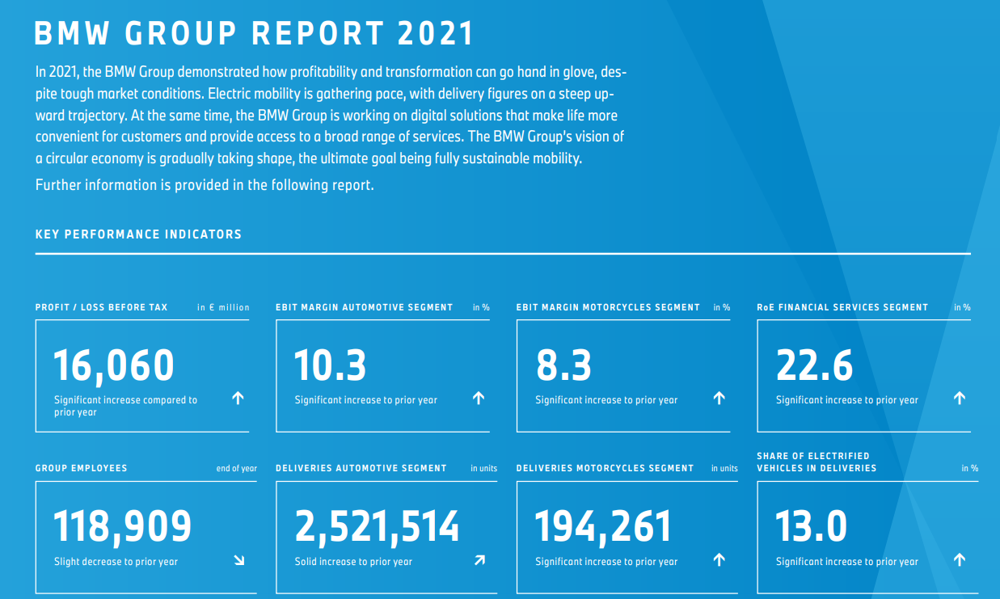 BMW GROUP REPORT 2021
In 2021, the BMW Group demonstrated how profitability and transformation can go hand in glove, des-
pite tough market conditions. Electric mobility is gathering pace, with delivery figures on a steep up-
ward trajectory. At the same time, the BMW Group is working on digital solutions that make life more
convenient for customers and provide access to a broad range of services. The BMW Group's vision of
a circular economy is gradually taking shape, the ultimate goal being fully sustainable mobility.
Further information is provided in the following report.
KEY PERFORMANCE INDICATORS
PROFIT / LOSS BEFORE TAX in € million
16,060
Significant increase compared to
prior year
EBIT MARGIN AUTOMOTIVE SEGMENT in %
10.3
Significant increase to prior year
EBIT MARGIN MOTORCYCLES SEGMENT in %
8.3
Significant increase to prior year
RoE FINANCIAL SERVICES SEGMENT in %
22.6
Significant increase to prior year
GROUP EMPLOYEES end of year
118,909
Slight decrease to prior year
DELIVERIES AUTOMOTIVE SEGMENT in units
2,521,514
Solid increase to prior year
DELIVERIES MOTORCYCLES SEGMENT in units
194,261
Significant increase to prior year
SHARE OF ELECTRIFIED
VEHICLES IN DELIVERIES in %
13.0
Significant increase to prior year